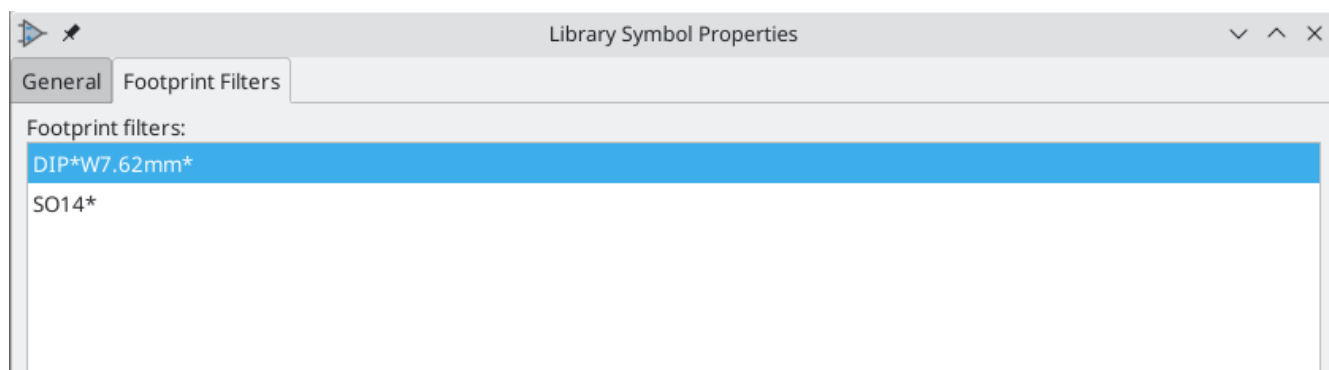 Library Symbol Properties
General Footprint Filters
Footprint filters:
DIP*W7.62mm*
SO14*